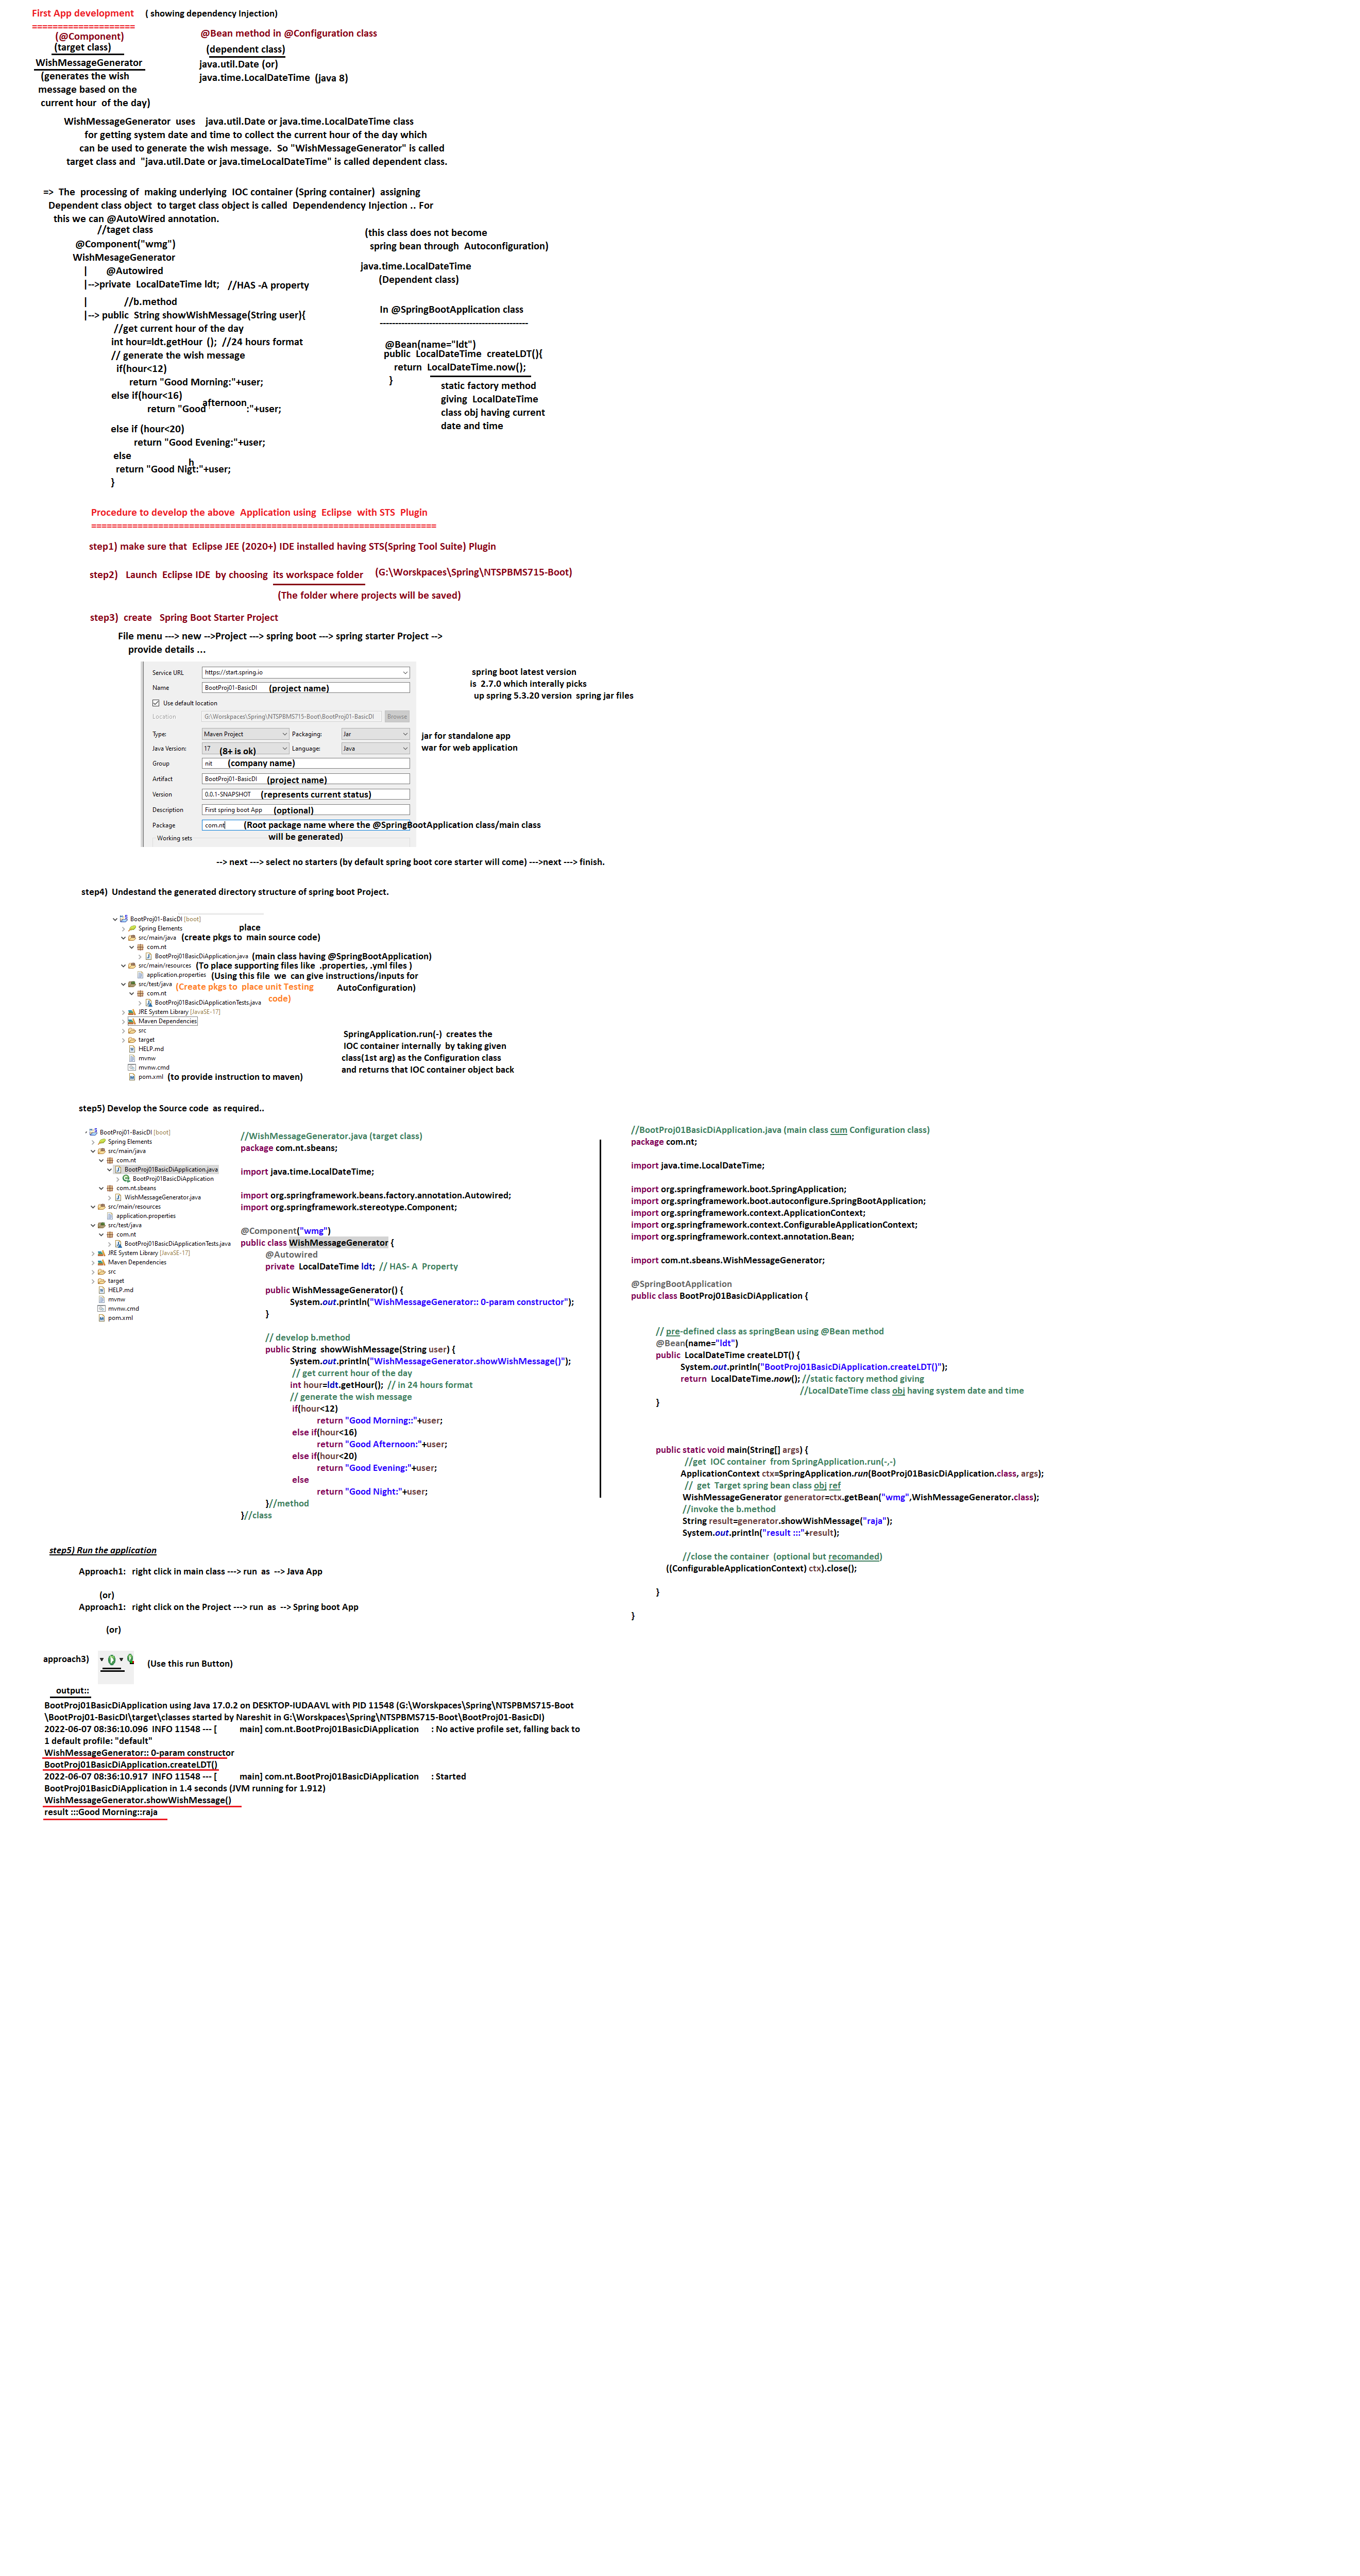 First App development ( showing dependency Injection)
====================
(@Component)
(target class)
WishMessageGenerator
(generates the wish
message based on the
current hour of the day)
@Bean method in @Configuration class
(dependent class)
java.util.Date (or)
java.time.LocalDateTime (java 8)
WishMessageGenerator uses java.util.Date or java.time.LocalDateTime class
for getting system date and time to collect the current hour of the day which
can be used to generate the wish message. So "WishMessageGenerator" is called
target class and "java.util.Date or java.timeLocalDateTime" is called dependent class.
=> The processing of making underlying IOC container (Spring container) assigning
Dependent class object to target class object is called Dependendency Injection .. For
this we can @AutoWired annotation.
//taget class
@Component("wmg")
WishMesageGenerator
| @Autowired
|-->private LocalDateTime ldt; //HAS -A property
| //b.method
|--> public String showWishMessage(String user){
//get current hour of the day
int hour=ldt.getHour (); //24 hours format
// generate the wish message
if(hour<12)
return "Good Morning:"+user;
else if(hour<16)
return "Good afternoon:"+user;
else if (hour<20)
return "Good Evening:"+user;
else
h
return "Good Nigt:"+user;
}
(this class does not become
spring bean through Autoconfiguration)
java.time.LocalDateTime
(Dependent class)
In @SpringBootApplication class
------------------------------------------------
@Bean(name="ldt")
public LocalDateTime createLDT(){
return LocalDateTime.now();
}
static factory method
giving LocalDateTime
class obj having current
date and time
Procedure to develop the above Application using Eclipse with STS Plugin
===================================================================
step1) make sure that Eclipse JEE (2020+) IDE installed having STS(Spring Tool Suite) Plugin
step2) Launch Eclipse IDE by choosing its workspace folder (G:\Worskpaces\Spring\NTSPBMS715-Boot)
(The folder where projects will be saved)
step3) create Spring Boot Starter Project
File menu ---> new -->Project ---> spring boot ---> spring starter Project -->
provide details ...
Service URL https://start.spring.io
Name BootProj01-BasicDI (project name)
Use default location
Location G:\Worskpaces\Spring\NTSPBMS715-Boot\BootProj01-BasicDI Browse
Type: Maven Project Packaging: Jar
Java Version: 17 (8+ is ok) Language: Java
Group nit (company name)
Artifact BootProj01-BasicDI (project name)
Version 0.0.1-SNAPSHOT (represents current status)
Description First spring boot App (optional)
Package com.nt (Root package name where the @SpringBootApplication class/main class
will be generated)
Working sets
spring boot latest version
is 2.7.0 which interally picks
up spring 5.3.20 version spring jar files
jar for standalone app
war for web application
--> next ---> select no starters (by default spring boot core starter will come) --->next ---> finish.
step4) Undestand the generated directory structure of spring boot Project.
BootProj01-BasicDI [boot]
Spring Elements place
src/main/java (create pkgs to main source code)
com.nt
BootProj01BasicDiApplication.java (main class having @SpringBootApplication)
src/main/resources (To place supporting files like .properties, .yml files )
application.properties (Using this file we can give instructions/inputs for
AutoConfiguration)
src/test/java (Create pkgs to place unit Testing
code)
com.nt
BootProj01BasicDiApplicationTests.java
JRE System Library [JavaSE-17]
Maven Dependencies
src
target
HELP.md
mvnw
mvnw.cmd
pom.xml (to provide instruction to maven)
SpringApplication.run(-) creates the
IOC container internally by taking given
class(1st arg) as the Configuration class
and returns that IOC container object back
step5) Develop the Source code as required..
BootProj01-BasicDI [boot]
Spring Elements
src/main/java
com.nt
BootProj01BasicDiApplication.java
BootProj01BasicDiApplication
com.nt.sbeans
WishMessageGenerator.java
src/main/resources
application.properties
src/test/java
com.nt
BootProj01BasicDiApplicationTests.java
JRE System Library [JavaSE-17]
Maven Dependencies
src
target
HELP.md
mvnw
mvnw.cmd
pom.xml
//WishMessageGenerator.java (target class)
package com.nt.sbeans;
import java.time.LocalDateTime;
import org.springframework.beans.factory.annotation.Autowired;
import org.springframework.stereotype.Component;
@Component("wmg")
public class WishMessageGenerator {
@Autowired
private LocalDateTime ldt; // HAS- A Property
public WishMessageGenerator() {
System.out.println("WishMessageGenerator:: 0-param constructor");
}
// develop b.method
public String showWishMessage(String user) {
System.out.println("WishMessageGenerator.showWishMessage()");
// get current hour of the day
int hour=ldt.getHour(); // in 24 hours format
// generate the wish message
if(hour<12)
return "Good Morning::"+user;
else if(hour<16)
return "Good Afternoon:"+user;
else if(hour<20)
return "Good Evening:"+user;
else
return "Good Night:"+user;
}//method
}//class
//BootProj01BasicDiApplication.java (main class cum Configuration class)
package com.nt;
import java.time.LocalDateTime;
import org.springframework.boot.SpringApplication;
import org.springframework.boot.autoconfigure.SpringBootApplication;
import org.springframework.context.ApplicationContext;
import org.springframework.context.ConfigurableApplicationContext;
import org.springframework.context.annotation.Bean;
import com.nt.sbeans.WishMessageGenerator;
@SpringBootApplication
public class BootProj01BasicDiApplication {
// pre-defined class as springBean using @Bean method
@Bean(name="ldt")
public LocalDateTime createLDT() {
System.out.println("BootProj01BasicDiApplication.createLDT()");
return LocalDateTime.now(); //static factory method giving
//LocalDateTime class obj having system date and time
}
public static void main(String[] args) {
//get IOC container from SpringApplication.run(-,-)
ApplicationContext ctx=SpringApplication.run(BootProj01BasicDiApplication.class, args);
// get Target spring bean class obj ref
WishMessageGenerator generator=ctx.getBean("wmg",WishMessageGenerator.class);
//invoke the b.method
String result=generator.showWishMessage("raja");
System.out.println("result :::"+result);
//close the container (optional but recomanded)
((ConfigurableApplicationContext) ctx).close();
}
}
step5) Run the application
Approach1: right click in main class ---> run as --> Java App
(or)
Approach1: right click on the Project ---> run as --> Spring boot App
(or)
approach3) (Use this run Button)
output::
BootProj01BasicDiApplication using Java 17.0.2 on DESKTOP-IUDAAVL with PID 11548 (G:\Worskpaces\Spring\NTSPBMS715-Boot
\BootProj01-BasicDI\target\classes started by Nareshit in G:\Worskpaces\Spring\NTSPBMS715-Boot\BootProj01-BasicDI)
2022-06-07 08:36:10.096 INFO 11548 --- [ main] com.nt.BootProj01BasicDiApplication : No active profile set, falling back to
1 default profile: "default"
WishMessageGenerator:: 0-param constructor
BootProj01BasicDiApplication.createLDT()
2022-06-07 08:36:10.917 INFO 11548 --- [ main] com.nt.BootProj01BasicDiApplication : Started
BootProj01BasicDiApplication in 1.4 seconds (JVM running for 1.912)
WishMessageGenerator.showWishMessage()
result :::Good Morning::raja